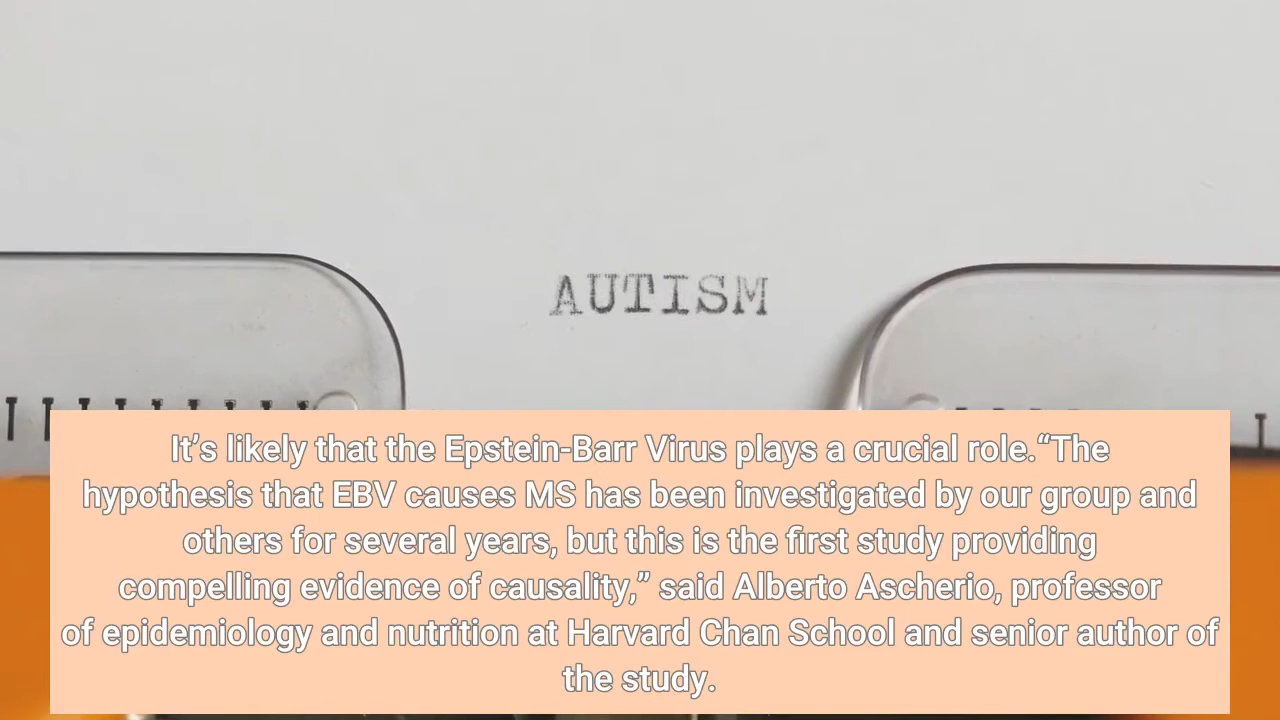 AUTISM
It’s likely that the Epstein-Barr Virus plays a crucial role.“The
hypothesis that EBV causes MS has been investigated by our group and
others for several years, but this is the first study providing
compelling evidence of causality,” said Alberto Ascherio, professor
of epidemiology and nutrition at Harvard Chan School and senior author of
the study.